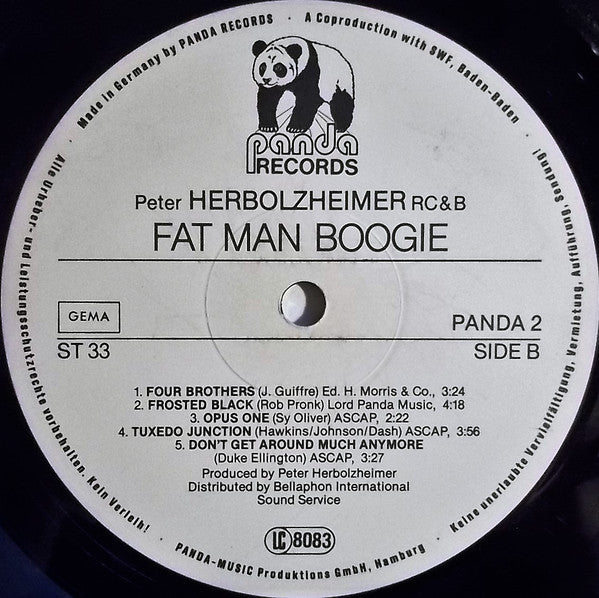 Made in Germany by PANDA RECORDS · A Coproduction with SWF, Baden-Baden
panda
RECORDS
Peter HERBOLZHEIMER RC&B
FAT MAN BOOGIE
GEMA
PANDA 2
ST 33
SIDE B
1. FOUR BROTHERS (J. Guiffre) Ed. H. Morris & Co., 3:24
2. FROSTED BLACK (Rob Pronk) Lord Panda Music, 4:18
3. OPUS ONE (Sy Oliver) ASCAP, 2:22
4. TUXEDO JUNCTION (Hawkins/Johnson/Dash) ASCAP, 3:56
5. DON'T GET AROUND MUCH ANYMORE
(Duke Ellington) ASCAP, 3:27
Produced by Peter Herbolzheimer
Distributed by Bellaphon International
Sound Service
LC 8083
Alle Urheber- und Leistungsschutzrechte vorbehalten. Kein Verleih! · PANDA-MUSIC Produktions GmbH, Hamburg · Keine unerlaubte Vervielfältigung, Vermietung, Aufführung, Sendung!